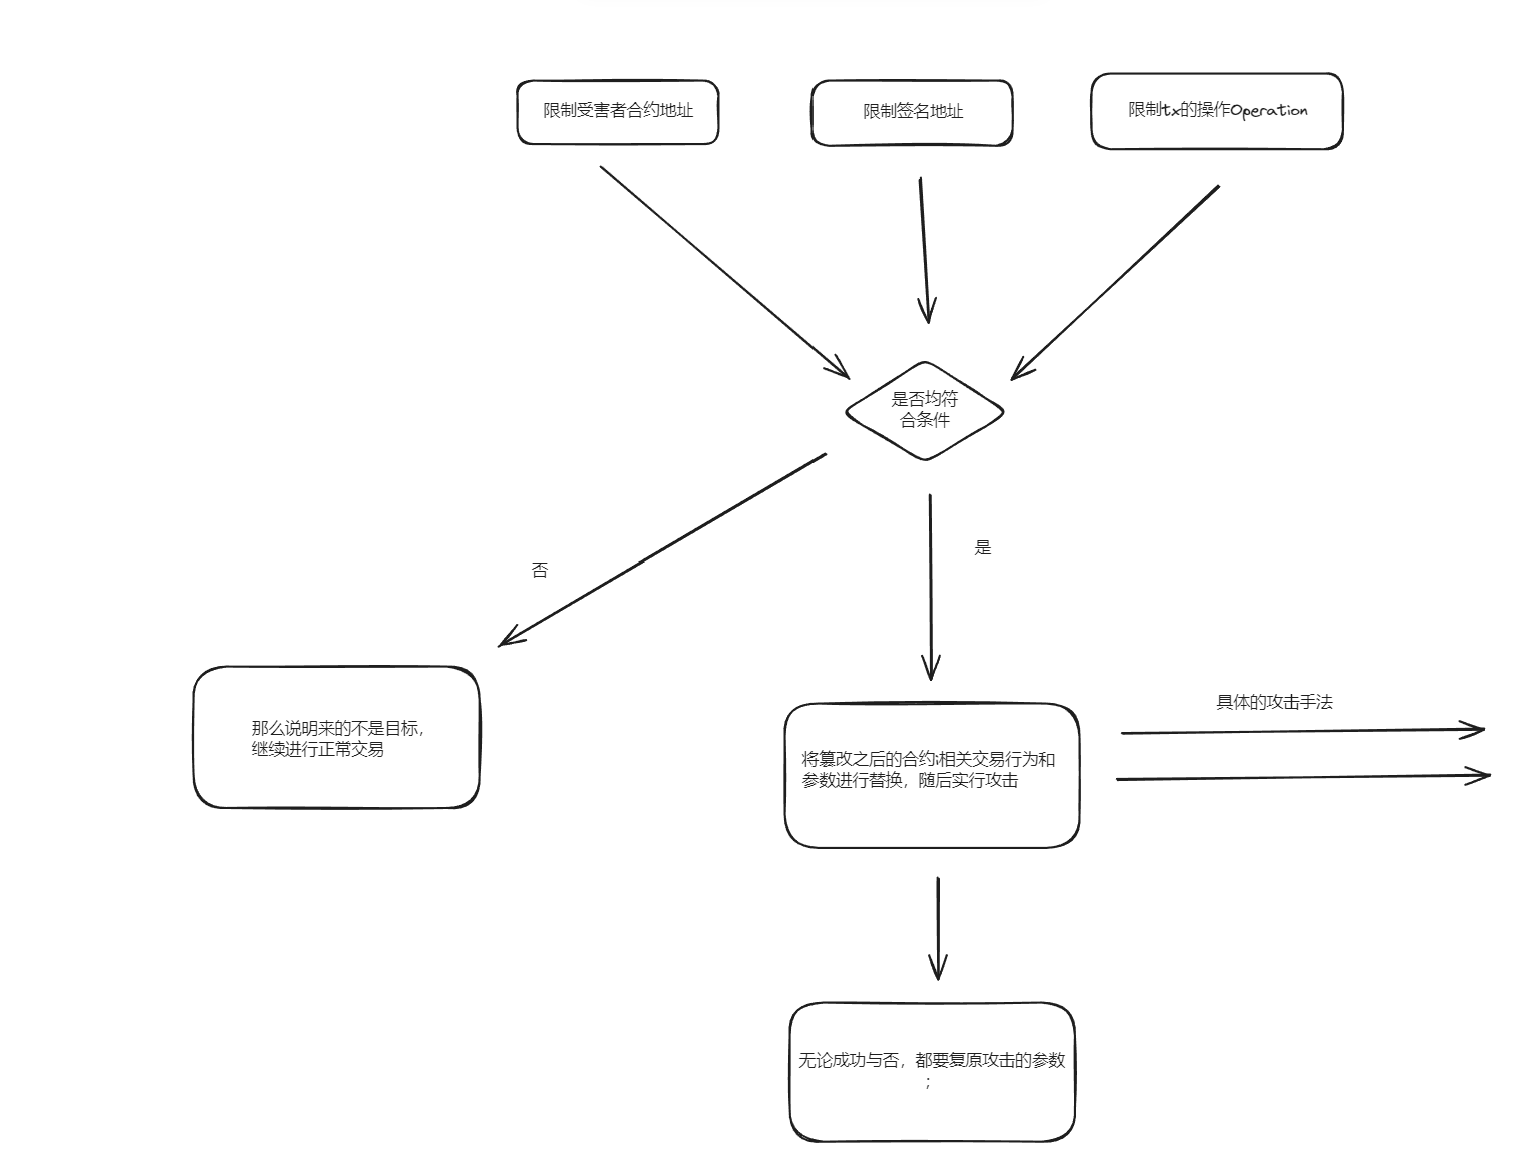 限制受害者合约地址
限制签名地址
限制tx的操作Operation
是否均符
合条件
否
是
那么说明来的不是目标，
继续进行正常交易
具体的攻击手法
将篡改之后的合约;相关交易行为和
参数进行替换，随后实行攻击
无论成功与否，都要复原攻击的参数
；